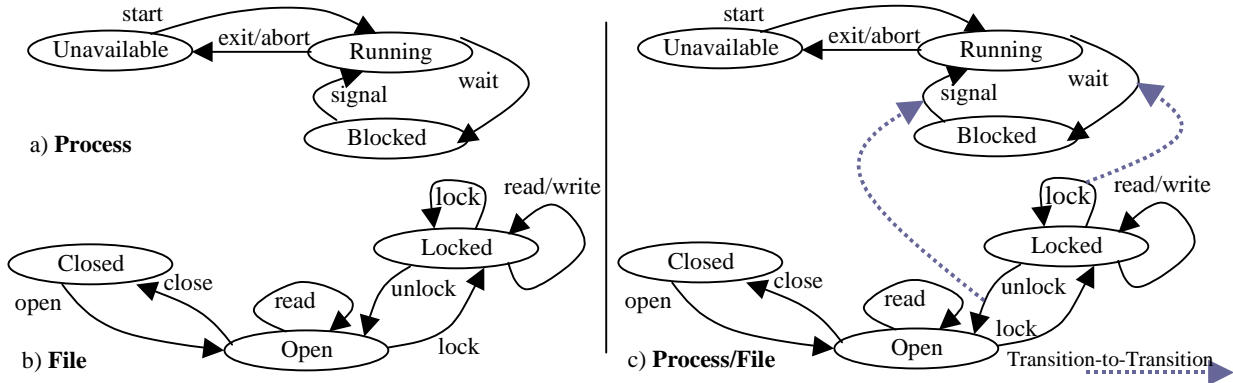 start
Unavailable
exit/abort
Running
wait
signal
Blocked
a) Process
lock
read/write
Locked
Closed
close
open
read
unlock
Open
lock
b) File
start
Unavailable
exit/abort
Running
wait
signal
Blocked
lock
read/write
Locked
Closed
close
open
read
unlock
Open
lock
c) Process/File
Transition-to-Transition